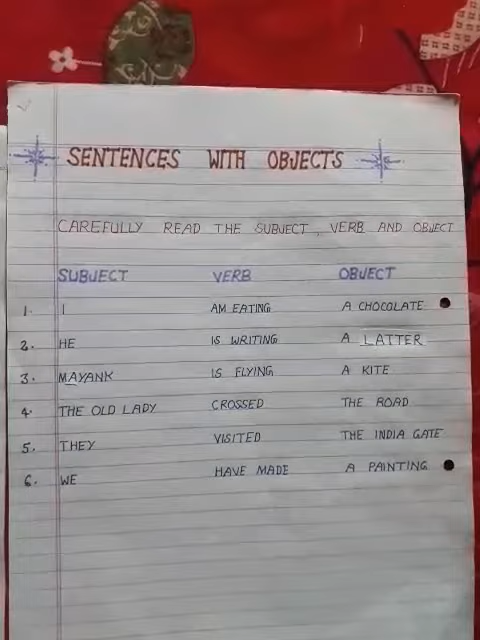 SENTENCES WITH OBJECTS
CAREFULLY READ THE SUBJECT, VERB AND OBJECT
SUBJECT VERB OBJECT
1. I AM EATING A CHOCOLATE
2. HE IS WRITING A LATTER
3. MAYANK IS FLYING A KITE
4. THE OLD LADY CROSSED THE ROAD
5. THEY VISITED THE INDIA GATE
6. WE HAVE MADE A PAINTING